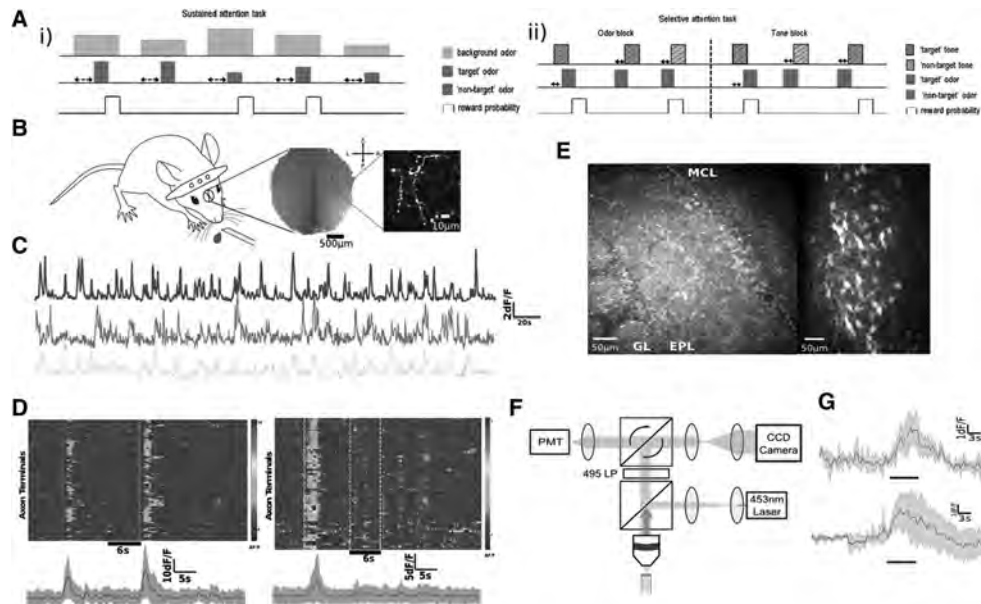 A
Sustained attention task
i)
background odor
'target' odor
'non-target' odor
reward probability
ii)
Selective attention task
Odor block
Tone block
'target' tone
'non-target' tone
'target' odor
'non-target' odor
reward probability
B
500µm
10µm
C
2dF/F
20s
D
Axon Terminals
6s
10dF/F
5s
Axon Terminals
6s
5dF/F
5s
E
MCL
50µm
GL
EPL
50µm
F
PMT
CCD
Camera
495 LP
453nm
Laser
G
1dF/F
3s
3s